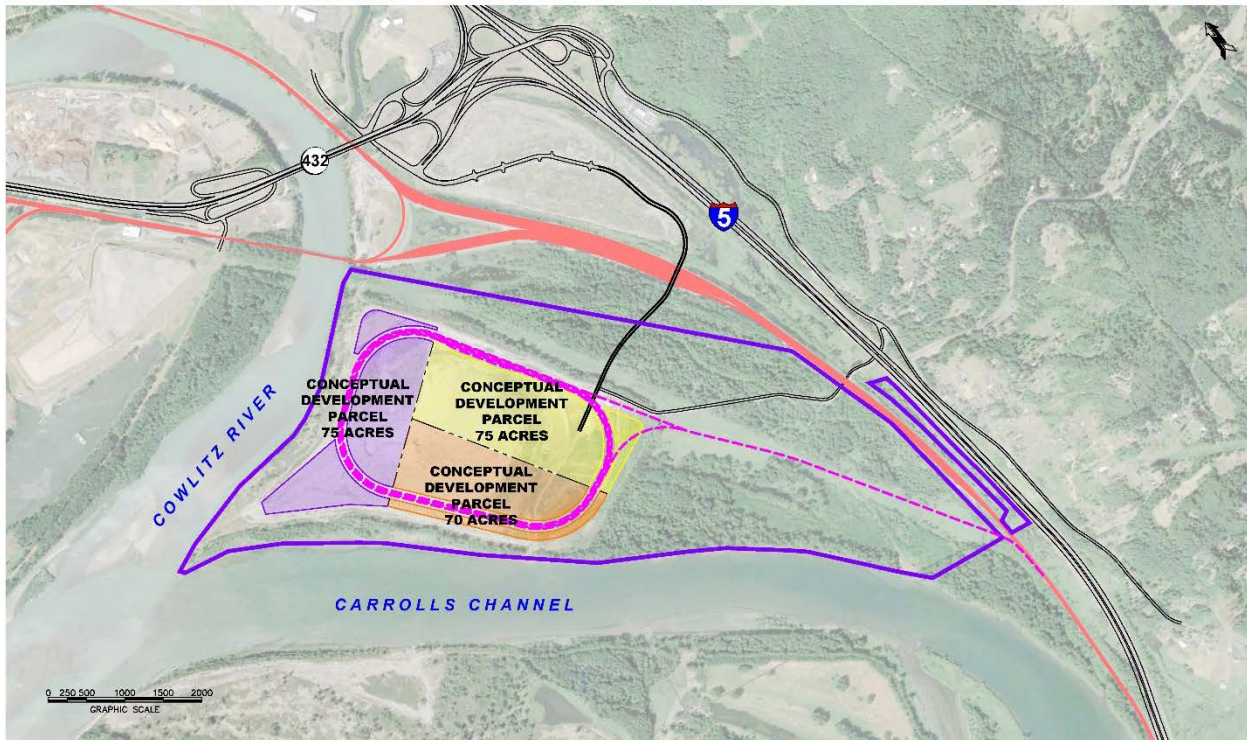 432
5
CONCEPTUAL
DEVELOPMENT
PARCEL
75 ACRES
CONCEPTUAL
DEVELOPMENT
PARCEL
75 ACRES
CONCEPTUAL
DEVELOPMENT
PARCEL
70 ACRES
COWLITZ RIVER
CARROLLS CHANNEL
0 250 500 1000 1500 2000
GRAPHIC SCALE